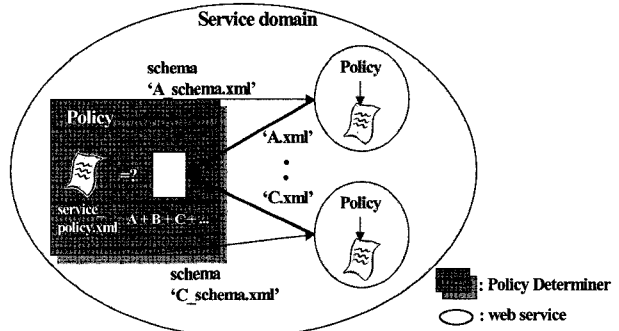 Service domain
schema
'A_schema.xml'
Policy
Policy
=?
'A.xml'
'C.xml'
service_
policy.xml
A + B + C + ...
Policy
schema
'C_schema.xml'
: Policy Determiner
: web service